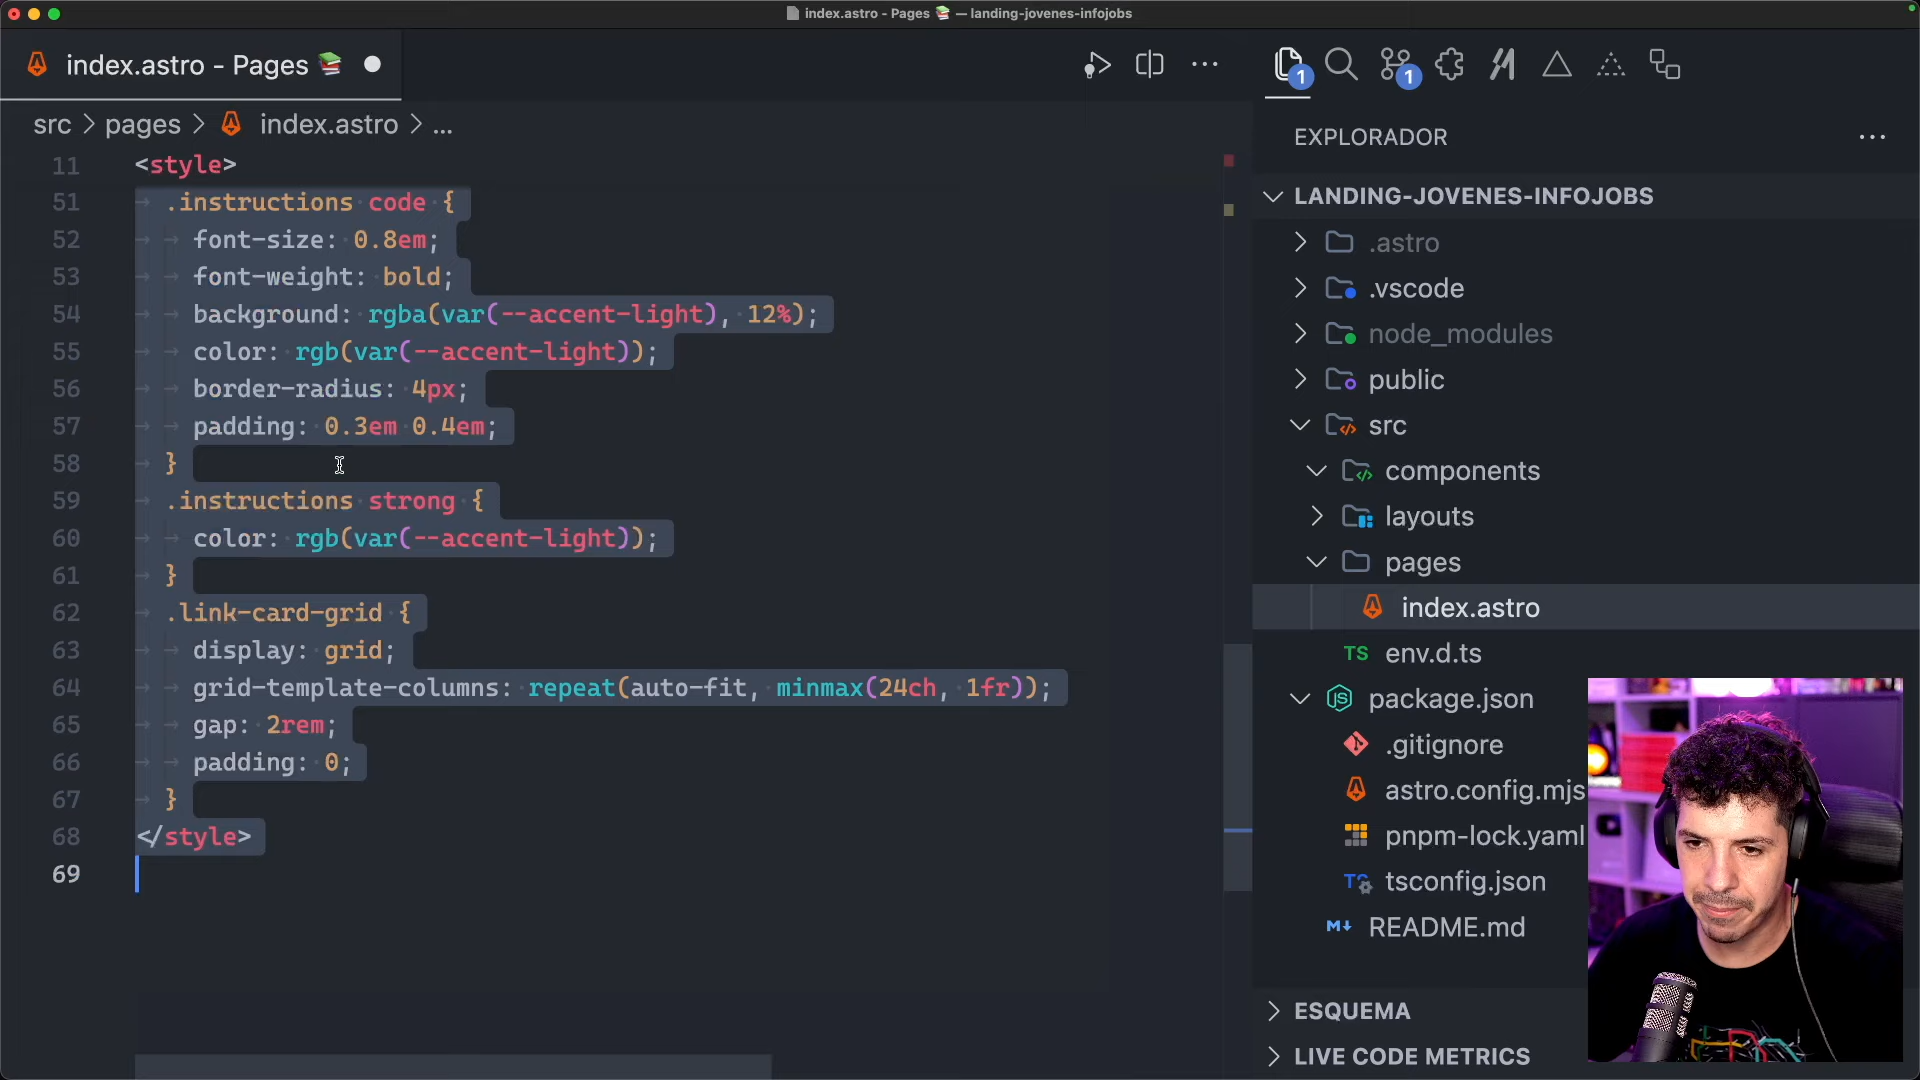 index.astro - Pages 📚 — landing-jovenes-infojobs
index.astro - Pages 📚
1
1
src > pages > index.astro > ...
11 <style>
51 .instructions code {
52 font-size: 0.8em;
53 font-weight: bold;
54 background: rgba(var(--accent-light), 12%);
55 color: rgb(var(--accent-light));
56 border-radius: 4px;
57 padding: 0.3em 0.4em;
58 }
59 .instructions strong {
60 color: rgb(var(--accent-light));
61 }
62 .link-card-grid {
63 display: grid;
64 grid-template-columns: repeat(auto-fit, minmax(24ch, 1fr));
65 gap: 2rem;
66 padding: 0;
67 }
68 </style>
69
EXPLORADOR
LANDING-JOVENES-INFOJOBS
.astro
.vscode
node_modules
public
src
components
layouts
pages
index.astro
TS env.d.ts
JS package.json
.gitignore
astro.config.mjs
pnpm-lock.yaml
TS tsconfig.json
M↓ README.md
ESQUEMA
LIVE CODE METRICS